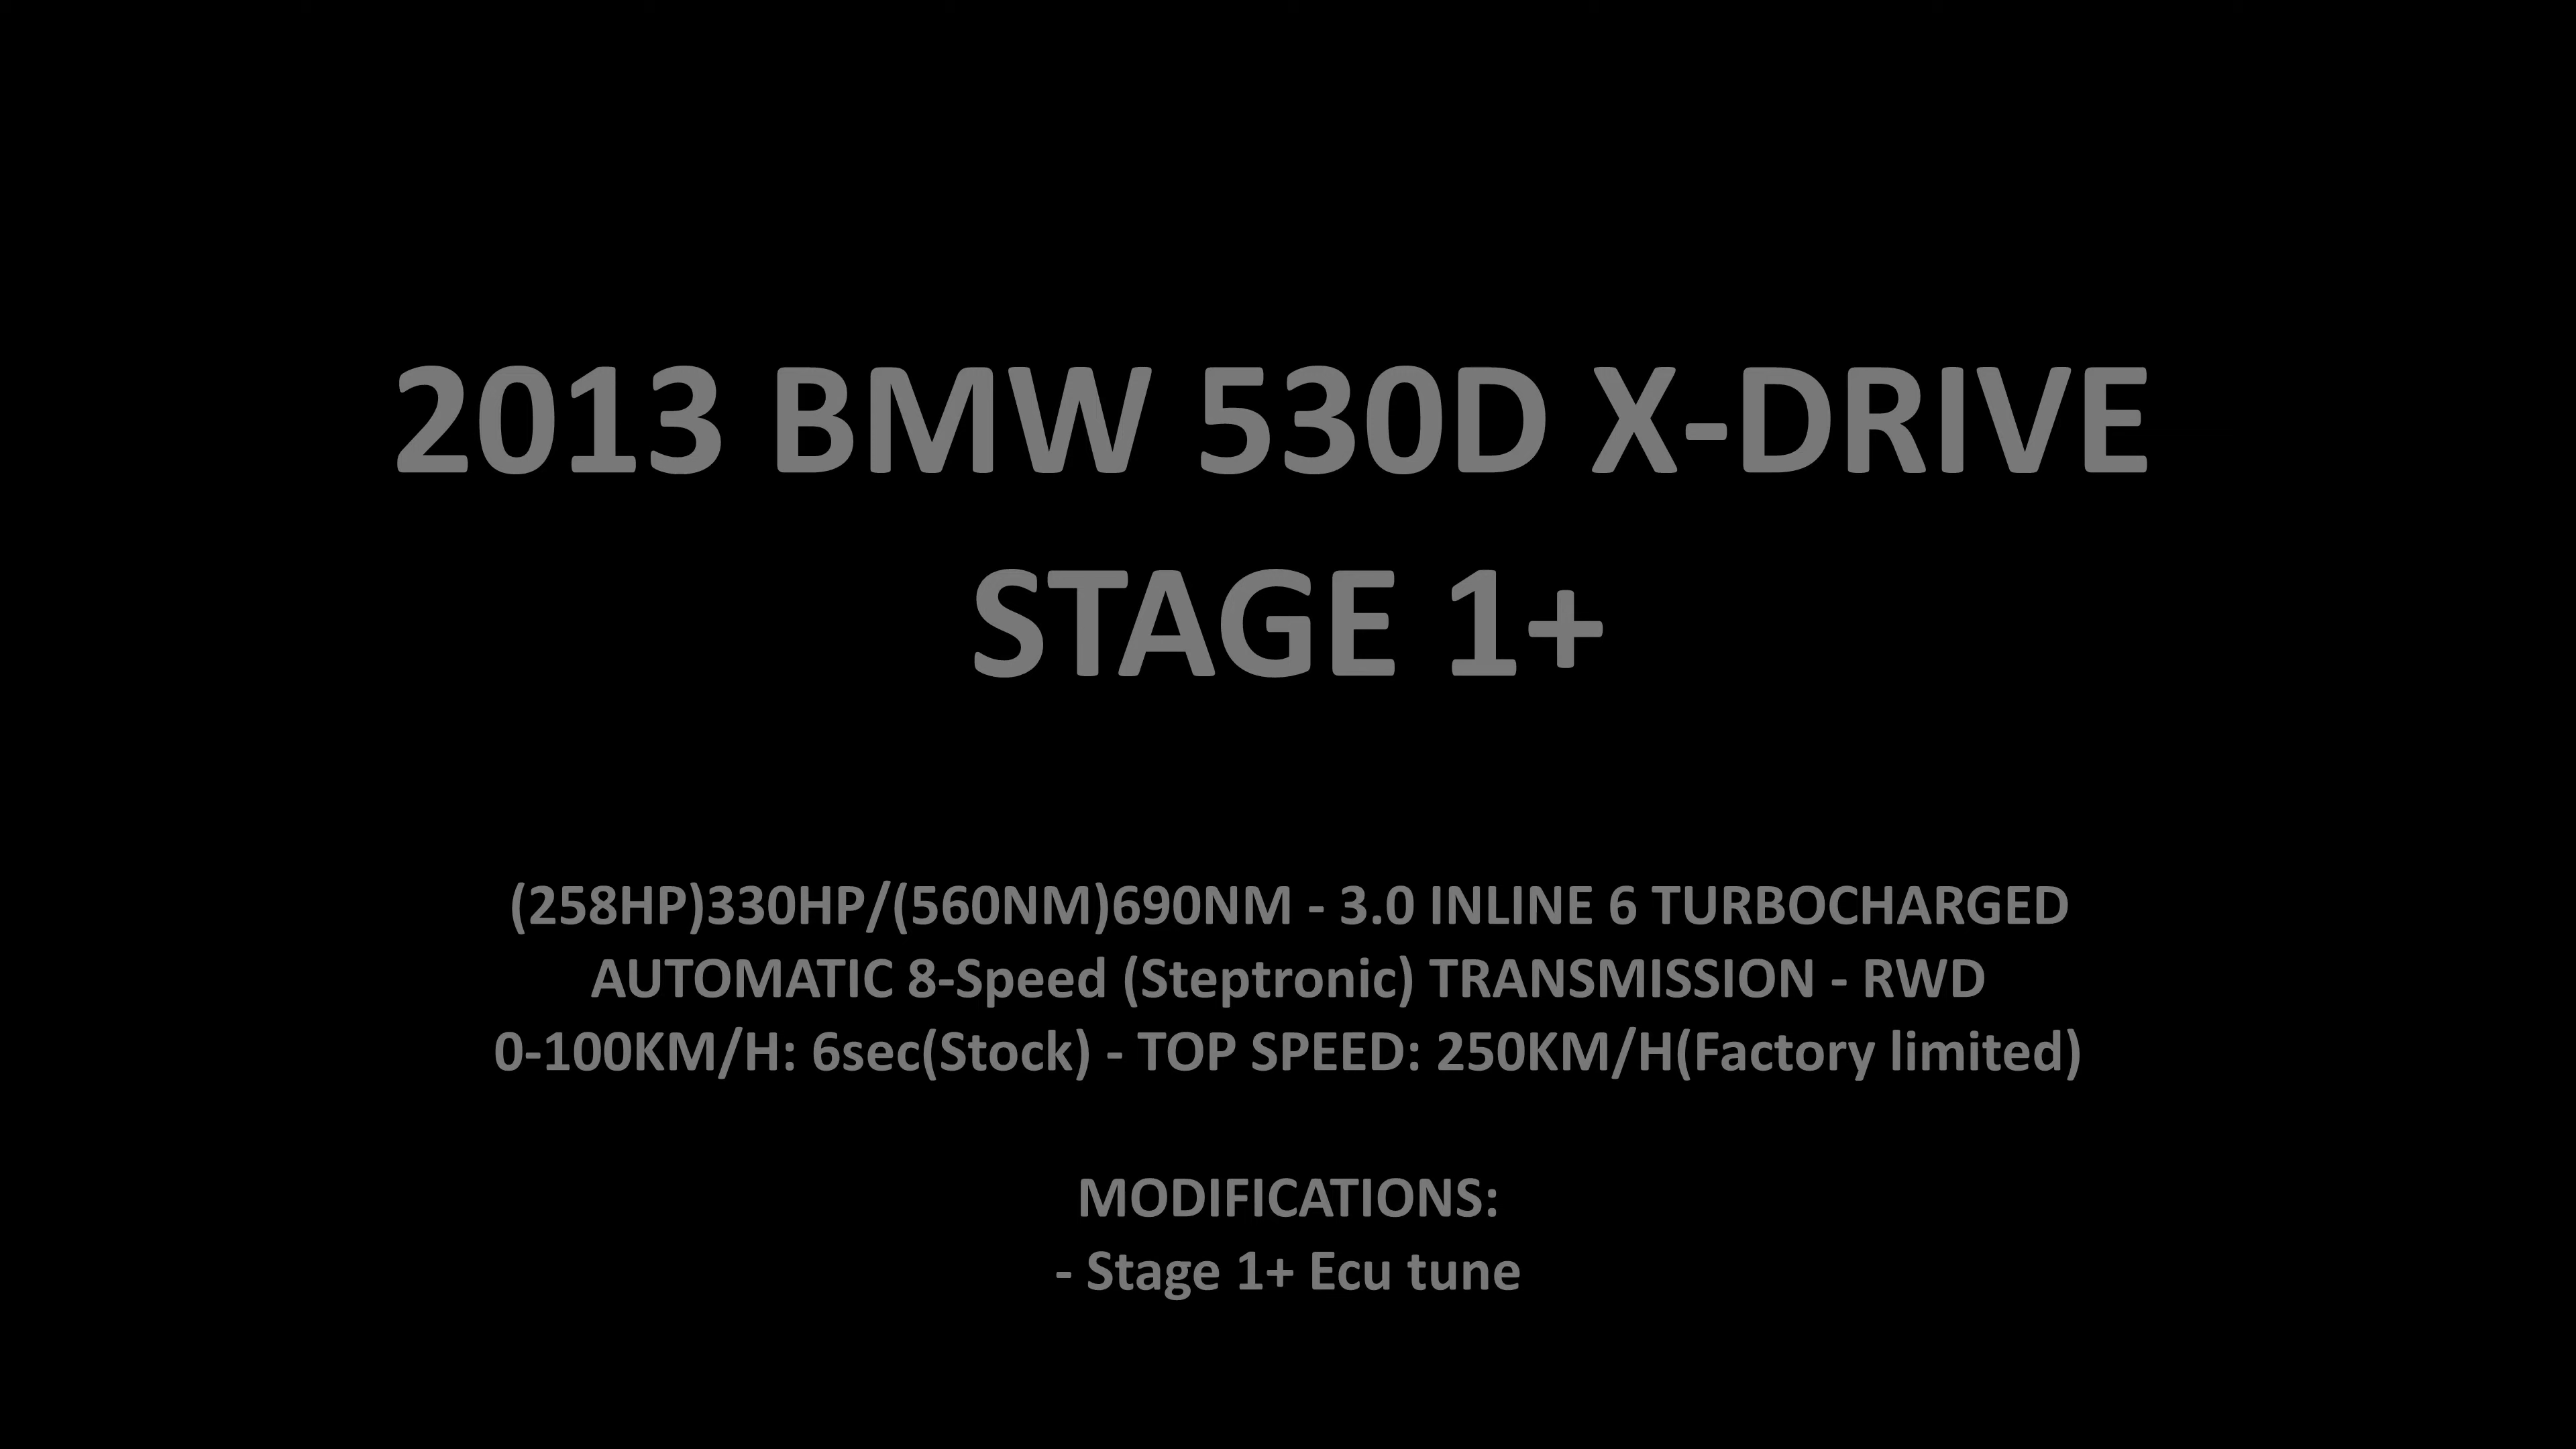 2013 BMW 530D X-DRIVE
STAGE 1+
(258HP)330HP/(560NM)690NM - 3.0 INLINE 6 TURBOCHARGED
AUTOMATIC 8-Speed (Steptronic) TRANSMISSION - RWD
0-100KM/H: 6sec(Stock) - TOP SPEED: 250KM/H(Factory limited)
MODIFICATIONS:
- Stage 1+ Ecu tune